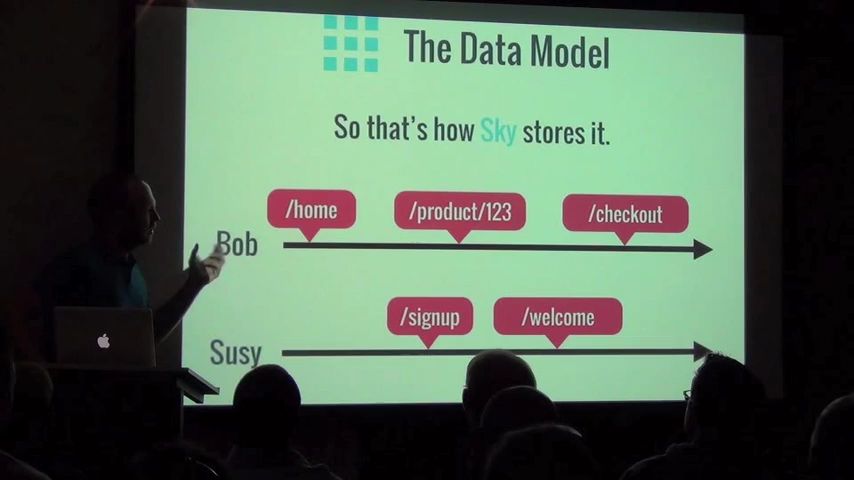 The Data Model
So that's how Sky stores it.
/home
/product/123
/checkout
Bob
/signup
/welcome
Susy